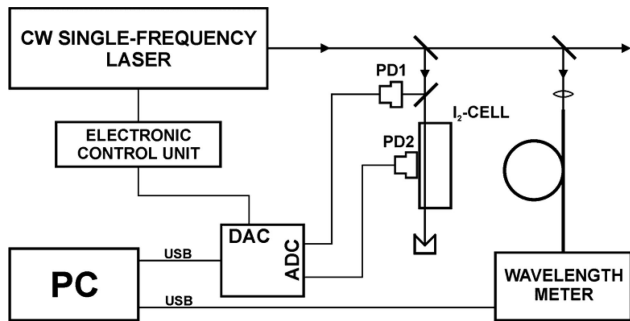 CW SINGLE-FREQUENCY
LASER
PD1
I₂-CELL
ELECTRONIC
CONTROL UNIT
PD2
DAC
ADC
USB
PC
USB
WAVELENGTH
METER